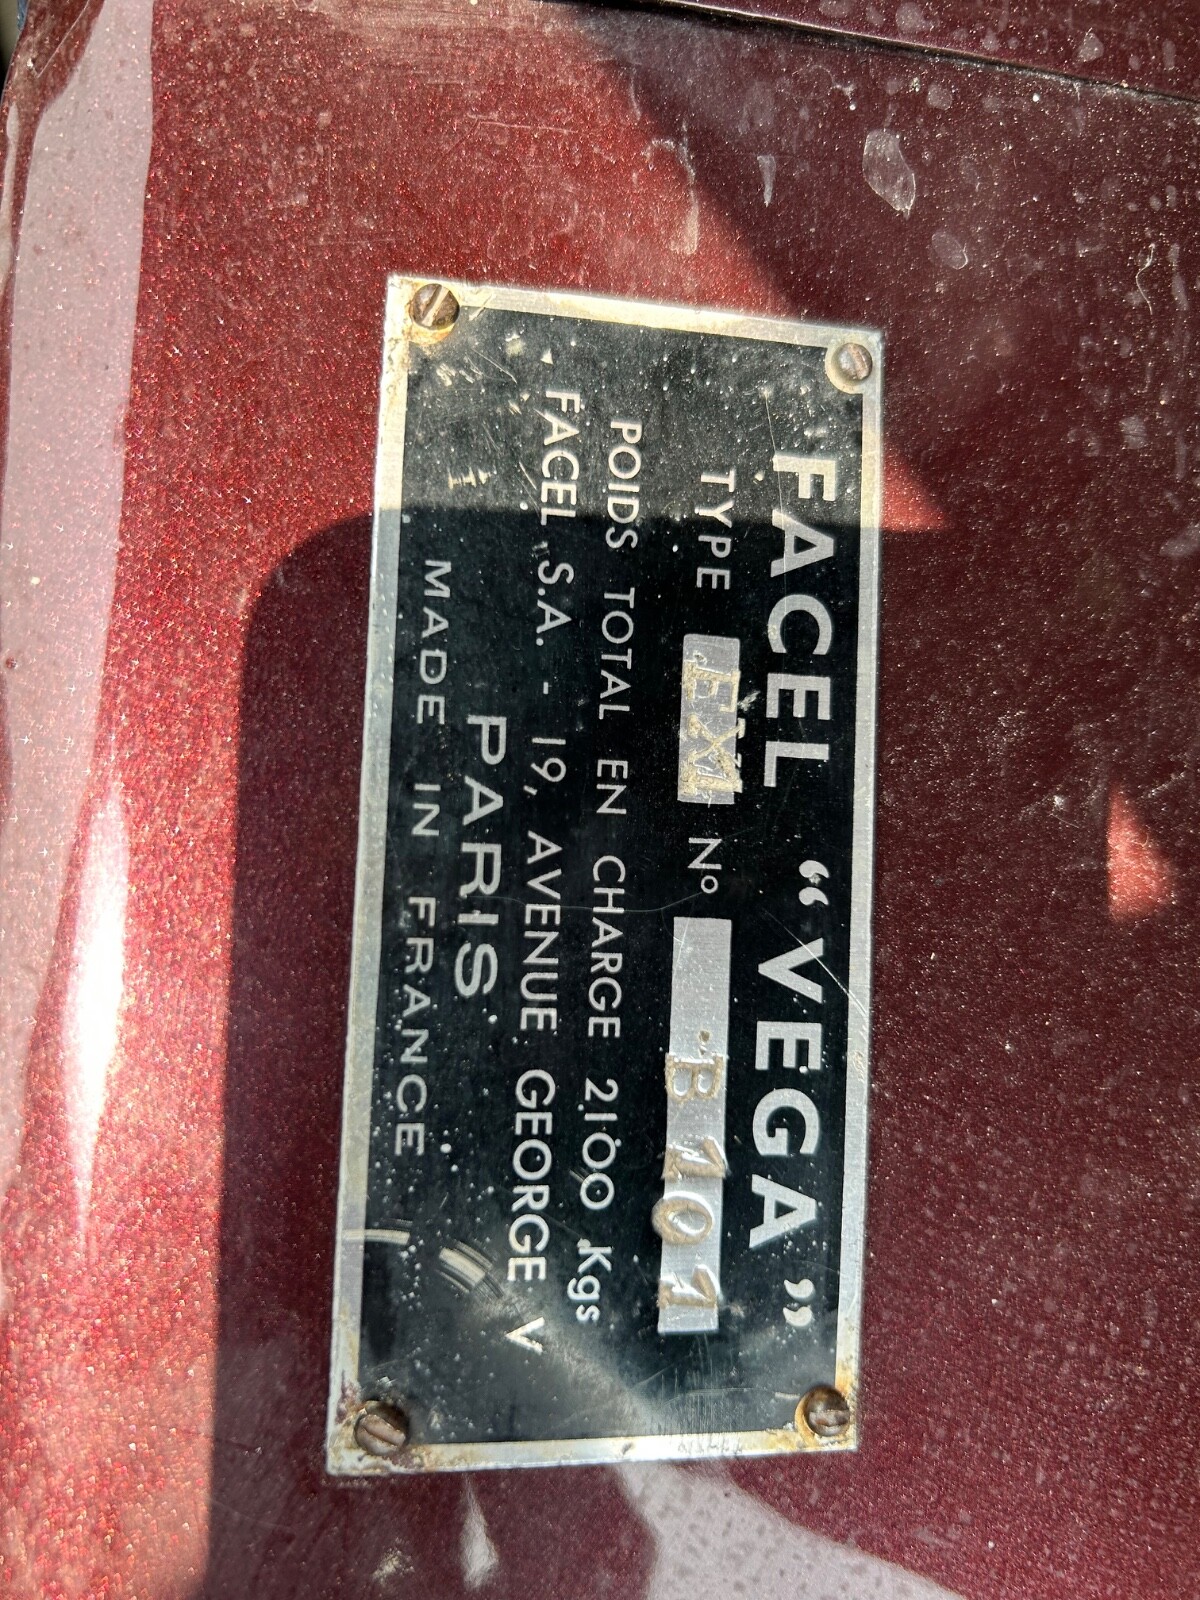 FACEL “VEGA”
TYPE EX1 Nº B101
POIDS TOTAL EN CHARGE 2100 Kgs
FACEL S.A. - 19, AVENUE GEORGE V
PARIS
MADE IN FRANCE